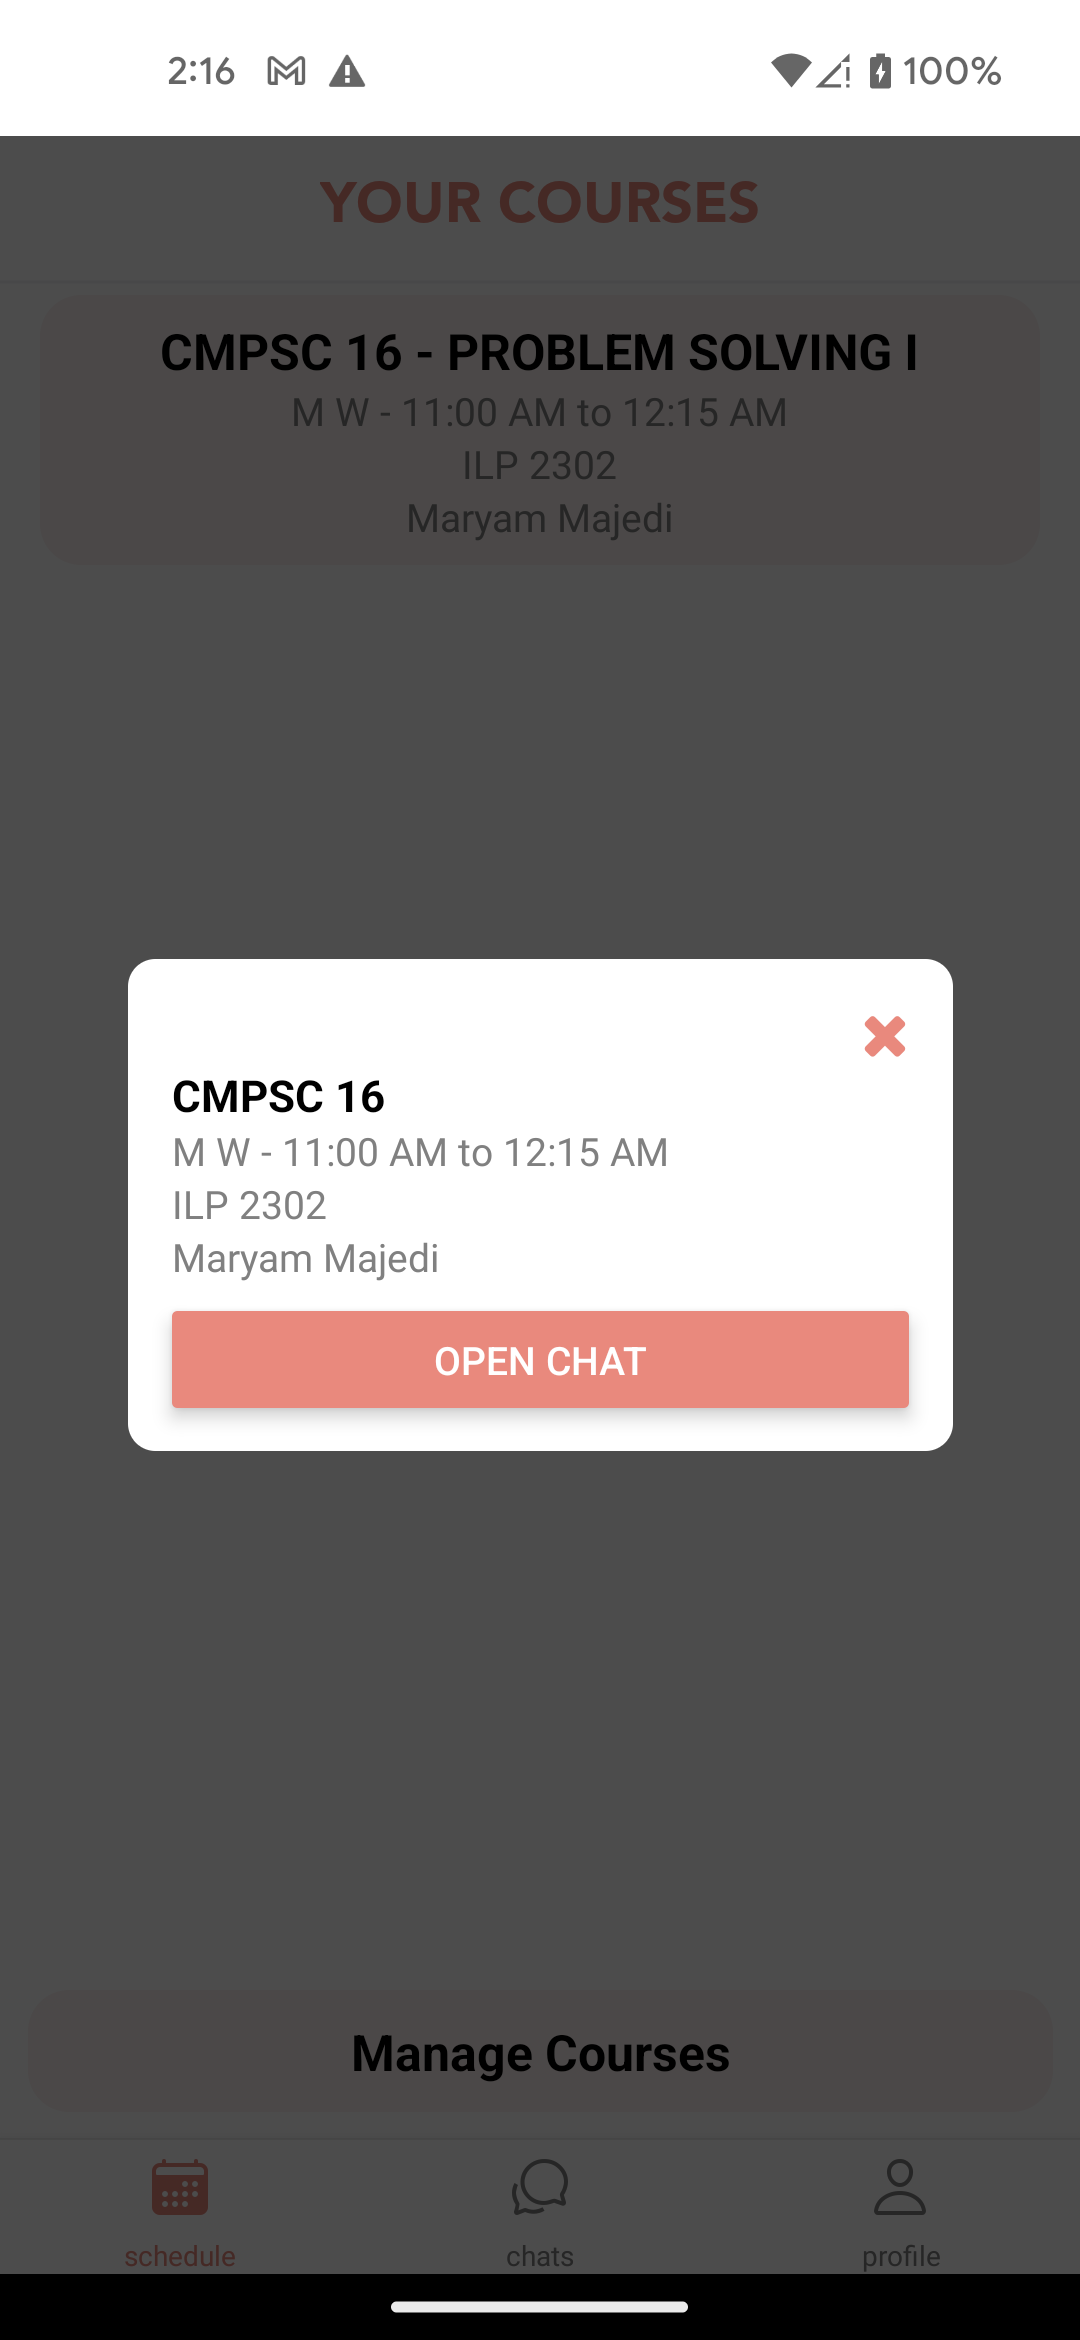 2:16 100%
YOUR COURSES
CMPSC 16 - PROBLEM SOLVING I
M W - 11:00 AM to 12:15 AM
ILP 2302
Maryam Majedi
CMPSC 16
M W - 11:00 AM to 12:15 AM
ILP 2302
Maryam Majedi
OPEN CHAT
Manage Courses
schedule chats profile